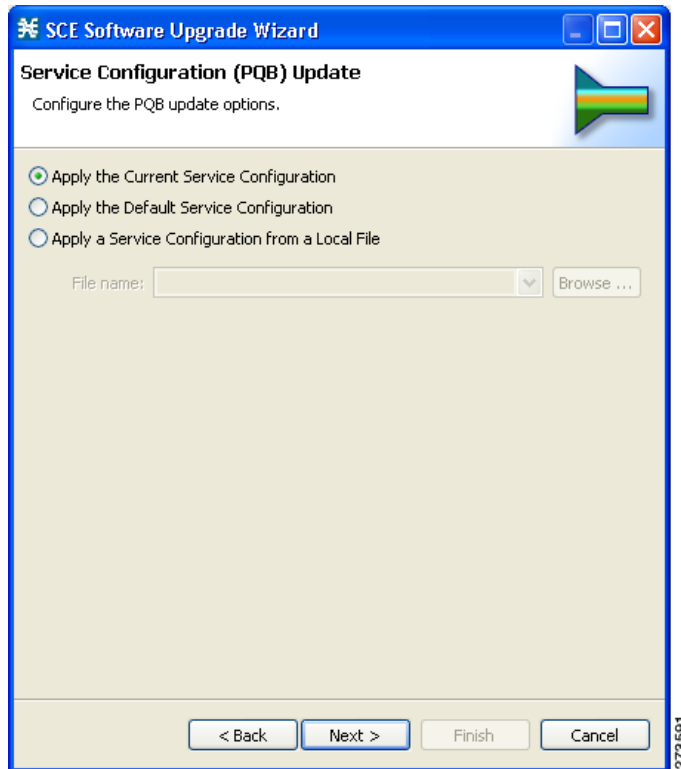 SCE Software Upgrade Wizard
Service Configuration (PQB) Update
Configure the PQB update options.
Apply the Current Service Configuration
Apply the Default Service Configuration
Apply a Service Configuration from a Local File
File name: Browse ...
< Back Next > Finish Cancel
273591